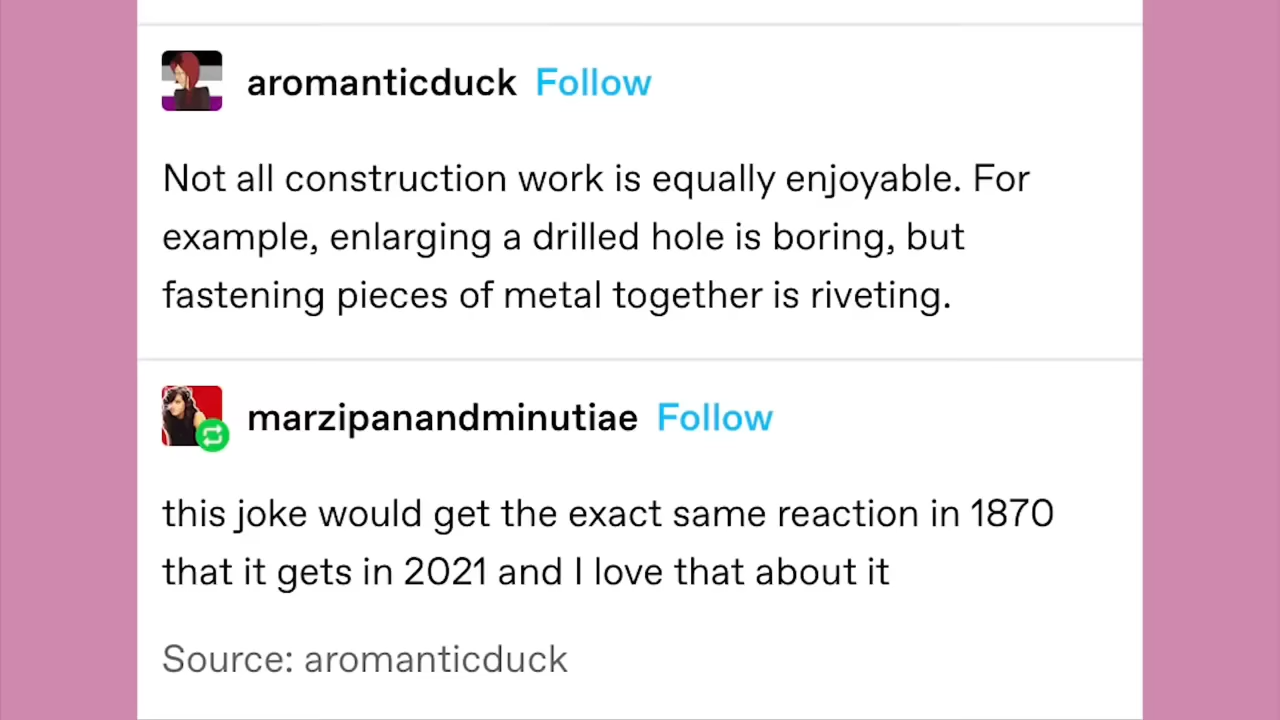 aromanticduck Follow
Not all construction work is equally enjoyable. For
example, enlarging a drilled hole is boring, but
fastening pieces of metal together is riveting.
marzipanandminutiae Follow
this joke would get the exact same reaction in 1870
that it gets in 2021 and I love that about it
Source: aromanticduck